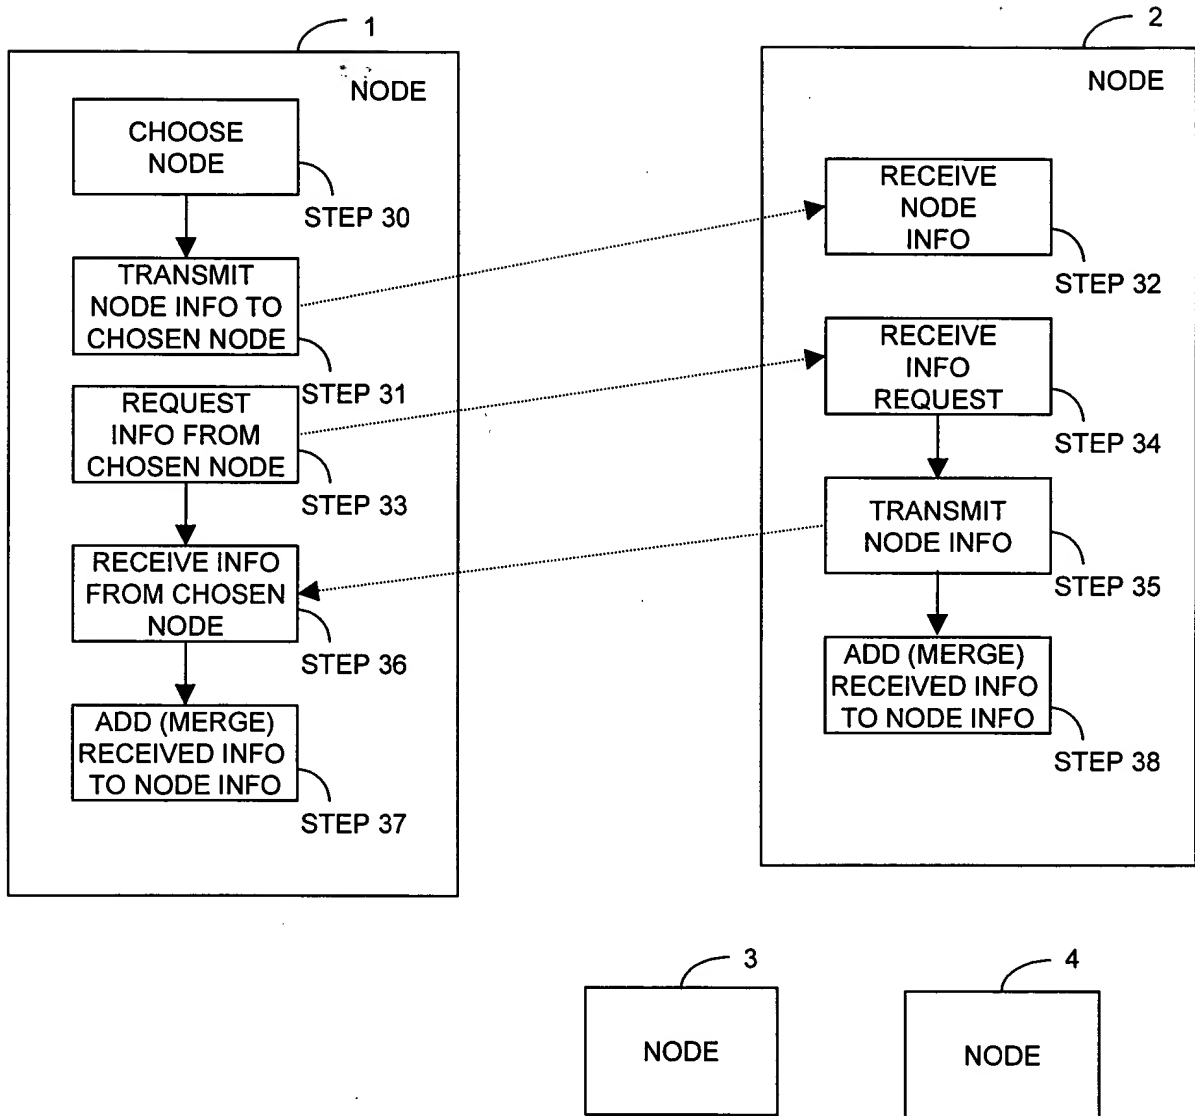 1
NODE
CHOOSE
NODE
STEP 30
TRANSMIT
NODE INFO TO
CHOSEN NODE
STEP 31
REQUEST
INFO FROM
CHOSEN NODE
STEP 33
RECEIVE INFO
FROM CHOSEN
NODE
STEP 36
ADD (MERGE)
RECEIVED INFO
TO NODE INFO
STEP 37
2
NODE
RECEIVE
NODE
INFO
STEP 32
RECEIVE
INFO
REQUEST
STEP 34
TRANSMIT
NODE INFO
STEP 35
ADD (MERGE)
RECEIVED INFO
TO NODE INFO
STEP 38
3
NODE
4
NODE